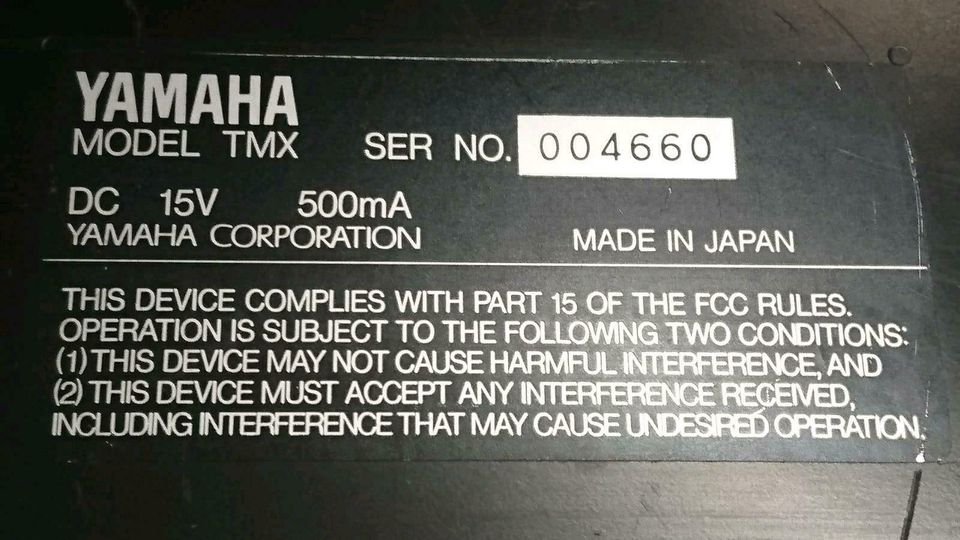 YAMAHA
MODEL TMX SER NO. 004660
DC 15V 500mA
YAMAHA CORPORATION MADE IN JAPAN
THIS DEVICE COMPLIES WITH PART 15 OF THE FCC RULES.
OPERATION IS SUBJECT TO THE FOLLOWING TWO CONDITIONS:
(1) THIS DEVICE MAY NOT CAUSE HARMFUL INTERFERENCE, AND
(2) THIS DEVICE MUST ACCEPT ANY INTERFERENCE RECEIVED,
INCLUDING INTERFERENCE THAT MAY CAUSE UNDESIRED OPERATION.